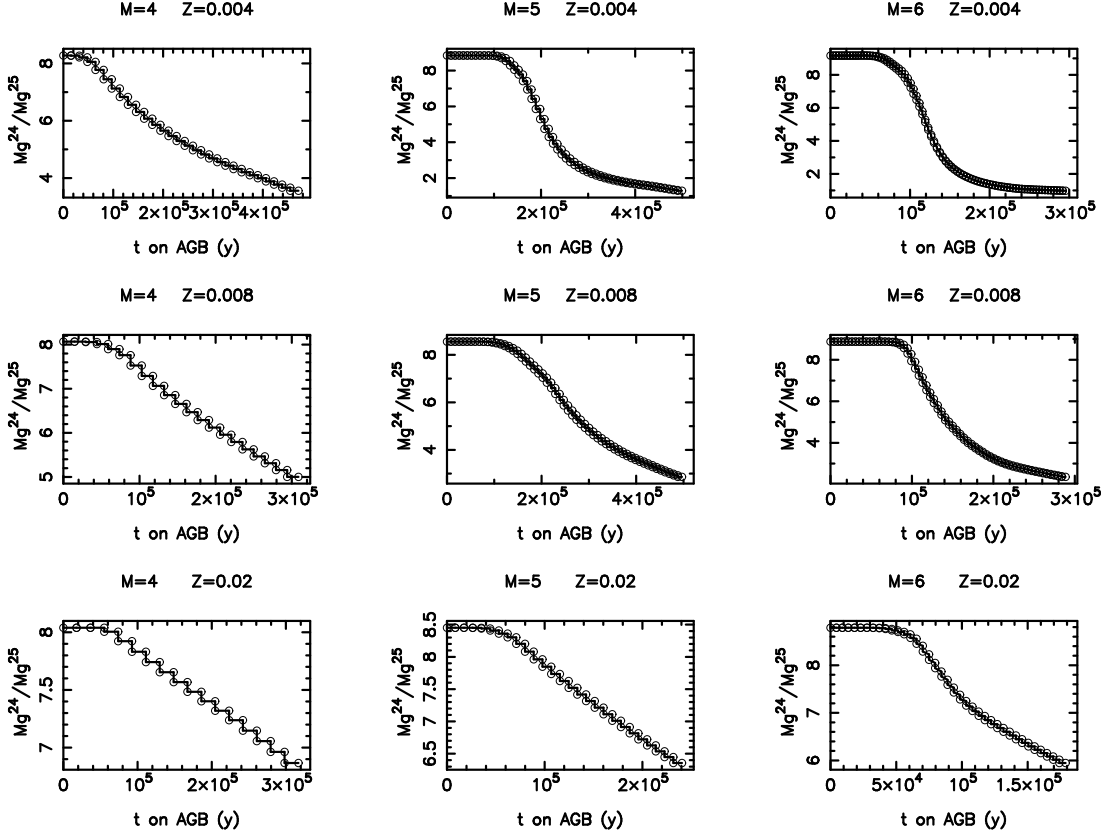 M=4 Z=0.004
Mg24/Mg25
8
6
4
0 10^5 2×10^5 3×10^5 4×10^5
t on AGB (y)
M=5 Z=0.004
Mg24/Mg25
8
6
4
2
0 2×10^5 4×10^5
t on AGB (y)
M=6 Z=0.004
Mg24/Mg25
8
6
4
2
0 10^5 2×10^5 3×10^5
t on AGB (y)
M=4 Z=0.008
Mg24/Mg25
8
7
6
5
0 10^5 2×10^5 3×10^5
t on AGB (y)
M=5 Z=0.008
Mg24/Mg25
8
6
4
0 2×10^5 4×10^5
t on AGB (y)
M=6 Z=0.008
Mg24/Mg25
8
6
4
0 10^5 2×10^5 3×10^5
t on AGB (y)
M=4 Z=0.02
Mg24/Mg25
8
7.5
7
0 10^5 2×10^5 3×10^5
t on AGB (y)
M=5 Z=0.02
Mg24/Mg25
8.5
8
7.5
7
6.5
0 10^5 2×10^5
t on AGB (y)
M=6 Z=0.02
Mg24/Mg25
8
7
6
0 5×10^4 10^5 1.5×10^5
t on AGB (y)